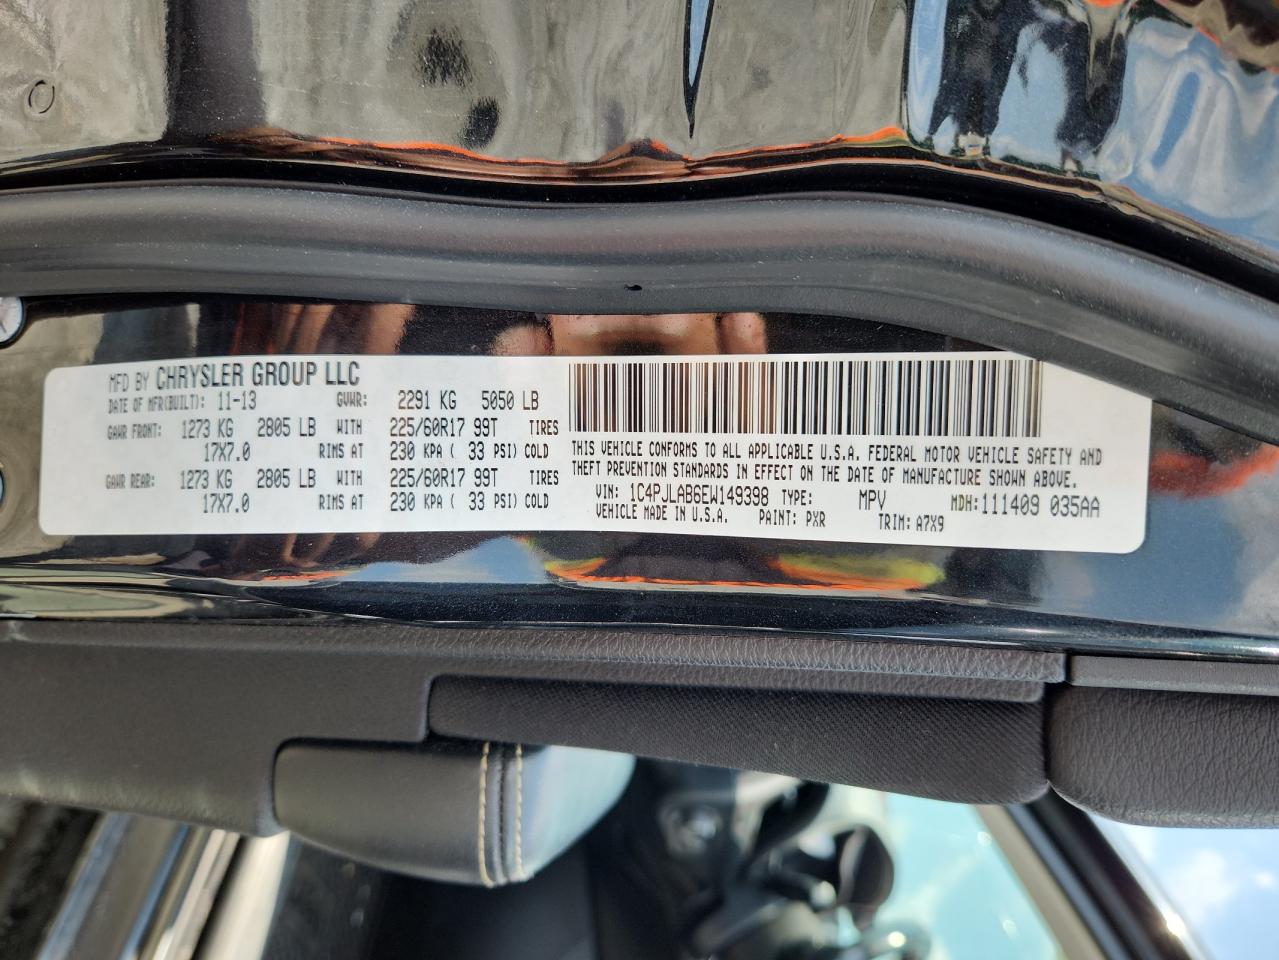 MFD BY CHRYSLER GROUP LLC
DATE OF MFR(BUILT): 11-13 GVWR: 2291 KG 5050 LB
GAWR FRONT: 1273 KG 2805 LB WITH 225/60R17 99T TIRES
17X7.0 RIMS AT 230 KPA ( 33 PSI) COLD
GAWR REAR: 1273 KG 2805 LB WITH 225/60R17 99T TIRES
17X7.0 RIMS AT 230 KPA ( 33 PSI) COLD
THIS VEHICLE CONFORMS TO ALL APPLICABLE U.S.A. FEDERAL MOTOR VEHICLE SAFETY AND
THEFT PREVENTION STANDARDS IN EFFECT ON THE DATE OF MANUFACTURE SHOWN ABOVE.
VIN: 1C4PJLAB6EW149398 TYPE: MPV MDH: 111409 035AA
VEHICLE MADE IN U.S.A. PAINT: PXR TRIM: A7X9